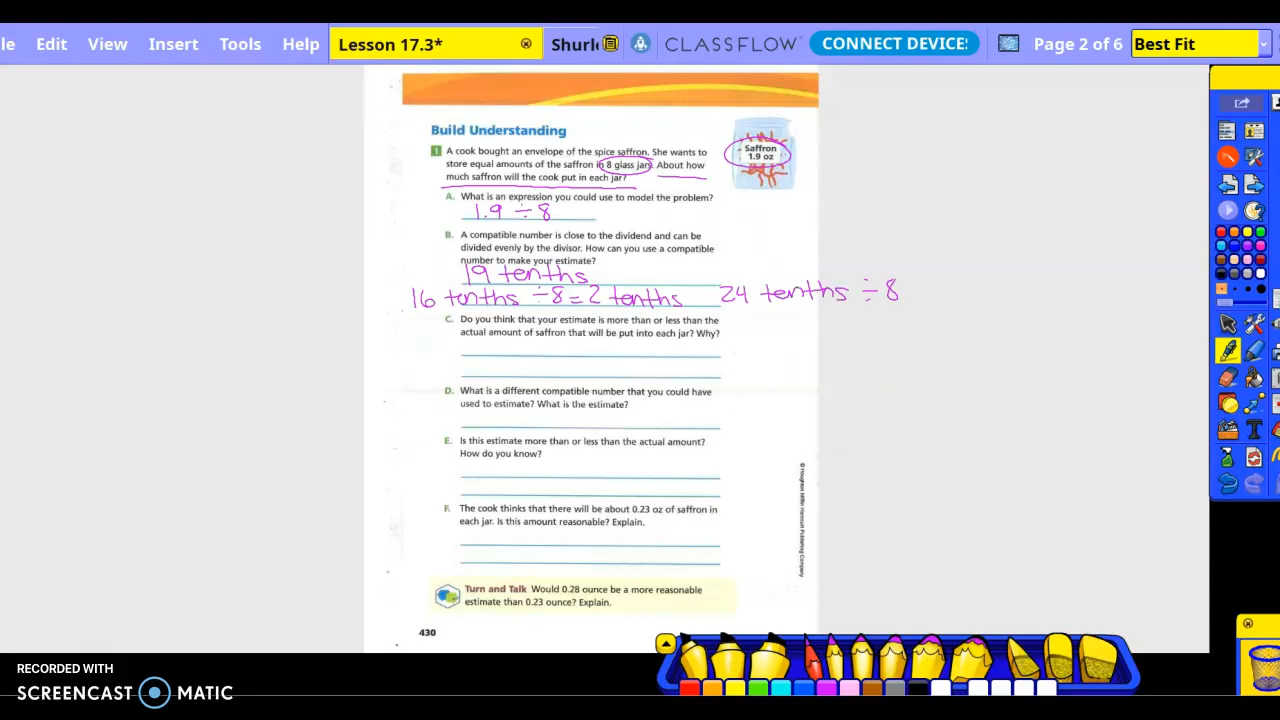 le Edit View Insert Tools Help Lesson 17.3* Shurl CLASSFLOW CONNECT DEVICES Page 2 of 6 Best Fit
Build Understanding
1 A cook bought an envelope of the spice saffron. She wants to
store equal amounts of the saffron in 8 glass jars. About how
much saffron will the cook put in each jar?
Saffron
1.9 oz
A. What is an expression you could use to model the problem?
1.9 ÷ 8
B. A compatible number is close to the dividend and can be
divided evenly by the divisor. How can you use a compatible
number to make your estimate?
19 tenths
16 tenths ÷ 8 = 2 tenths 24 tenths ÷ 8
C. Do you think that your estimate is more than or less than the
actual amount of saffron that will be put into each jar? Why?
D. What is a different compatible number that you could have
used to estimate? What is the estimate?
E. Is this estimate more than or less than the actual amount?
How do you know?
F. The cook thinks that there will be about 0.23 oz of saffron in
each jar. Is this amount reasonable? Explain.
© Houghton Mifflin Harcourt Publishing Company
Turn and Talk Would 0.28 ounce be a more reasonable
estimate than 0.23 ounce? Explain.
430
RECORDED WITH
SCREENCAST MATIC